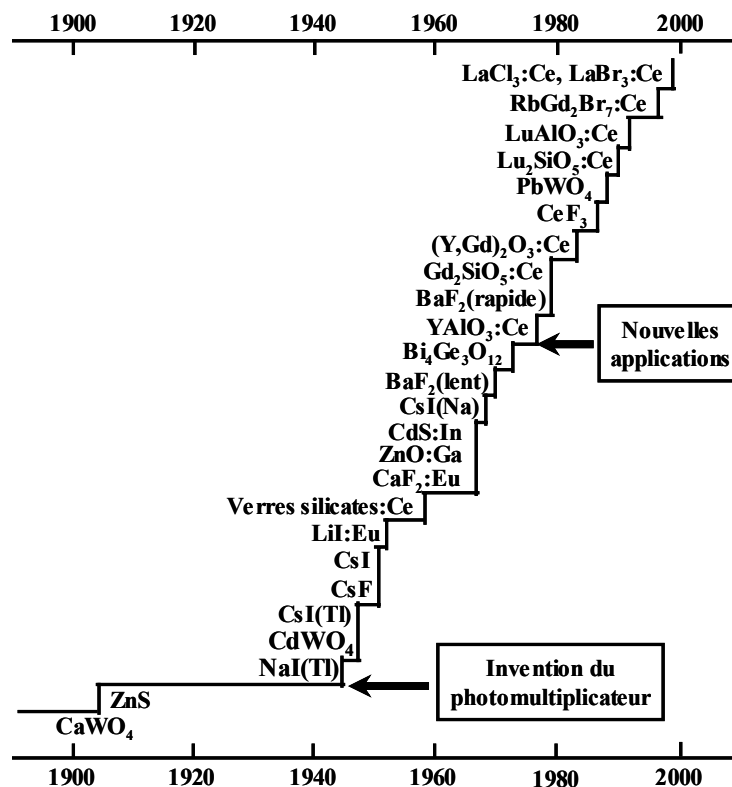 1900 1920 1940 1960 1980 2000
LaCl₃:Ce, LaBr₃:Ce
RbGd₂Br₇:Ce
LuAlO₃:Ce
Lu₂SiO₅:Ce
PbWO₄
CeF₃
(Y,Gd)₂O₃:Ce
Gd₂SiO₅:Ce
BaF₂(rapide)
YAlO₃:Ce
Nouvelles
applications
Bi₄Ge₃O₁₂
BaF₂(lent)
CsI(Na)
CdS:In
ZnO:Ga
CaF₂:Eu
Verres silicates:Ce
LiI:Eu
CsI
CsF
CsI(Tl)
CdWO₄
NaI(Tl)
Invention du
photomultiplicateur
ZnS
CaWO₄
1900 1920 1940 1960 1980 2000